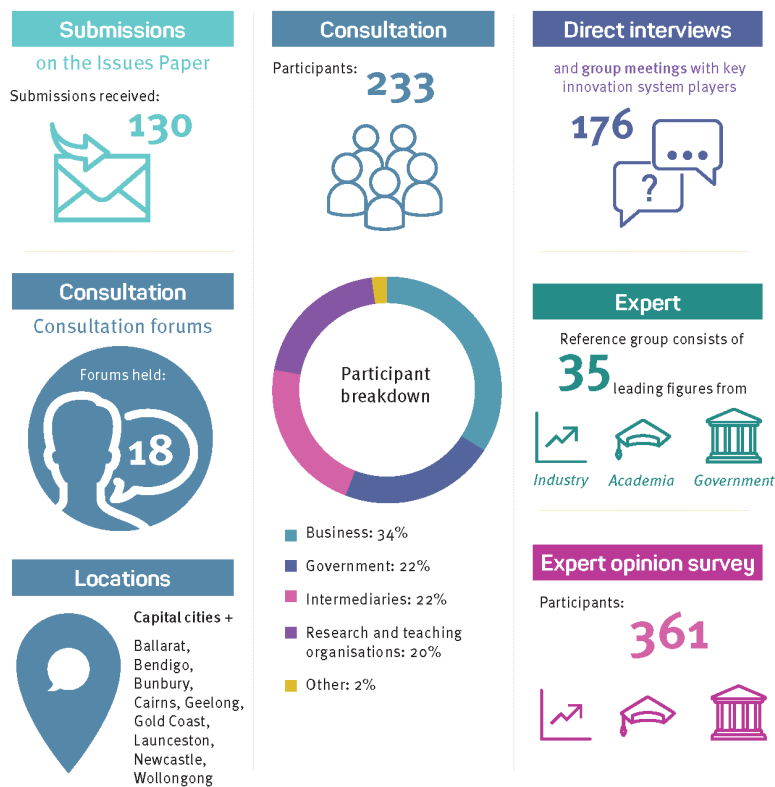 Submissions
on the Issues Paper
Submissions received:
130
Consultation
Consultation forums
Forums held:
18
Locations
Capital cities +
Ballarat,
Bendigo,
Bunbury,
Cairns, Geelong,
Gold Coast,
Launceston,
Newcastle,
Wollongong
Consultation
Participants:
233
Participant
breakdown
Business: 34%
Government: 22%
Intermediaries: 22%
Research and teaching
organisations: 20%
Other: 2%
Direct interviews
and group meetings with key
innovation system players
176
?
Expert
Reference group consists of
35 leading figures from
Industry Academia Government
Expert opinion survey
Participants:
361